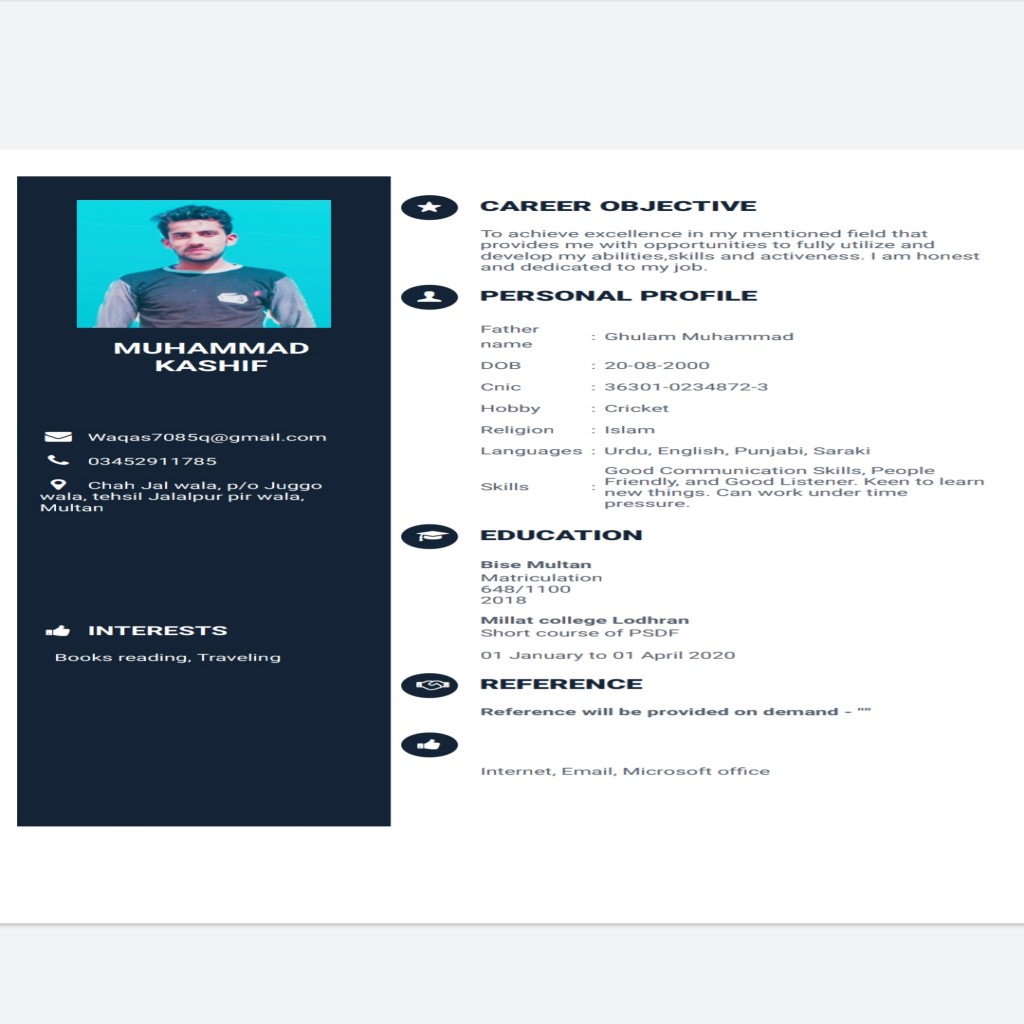 MUHAMMAD
KASHIF
Waqas7085q@gmail.com
03452911785
Chah Jal wala, p/o Juggo
wala, tehsil Jalalpur pir wala,
Multan
INTERESTS
Books reading, Traveling
CAREER OBJECTIVE
To achieve excellence in my mentioned field that
provides me with opportunities to fully utilize and
develop my abilities,skills and activeness. I am honest
and dedicated to my job.
PERSONAL PROFILE
Father
name : Ghulam Muhammad
DOB : 20-08-2000
Cnic : 36301-0234872-3
Hobby : Cricket
Religion : Islam
Languages : Urdu, English, Punjabi, Saraki
Skills : Good Communication Skills, People
Friendly, and Good Listener. Keen to learn
new things. Can work under time
pressure.
EDUCATION
Bise Multan
Matriculation
648/1100
2018
Millat college Lodhran
Short course of PSDF
01 January to 01 April 2020
REFERENCE
Reference will be provided on demand - ""
Internet, Email, Microsoft office